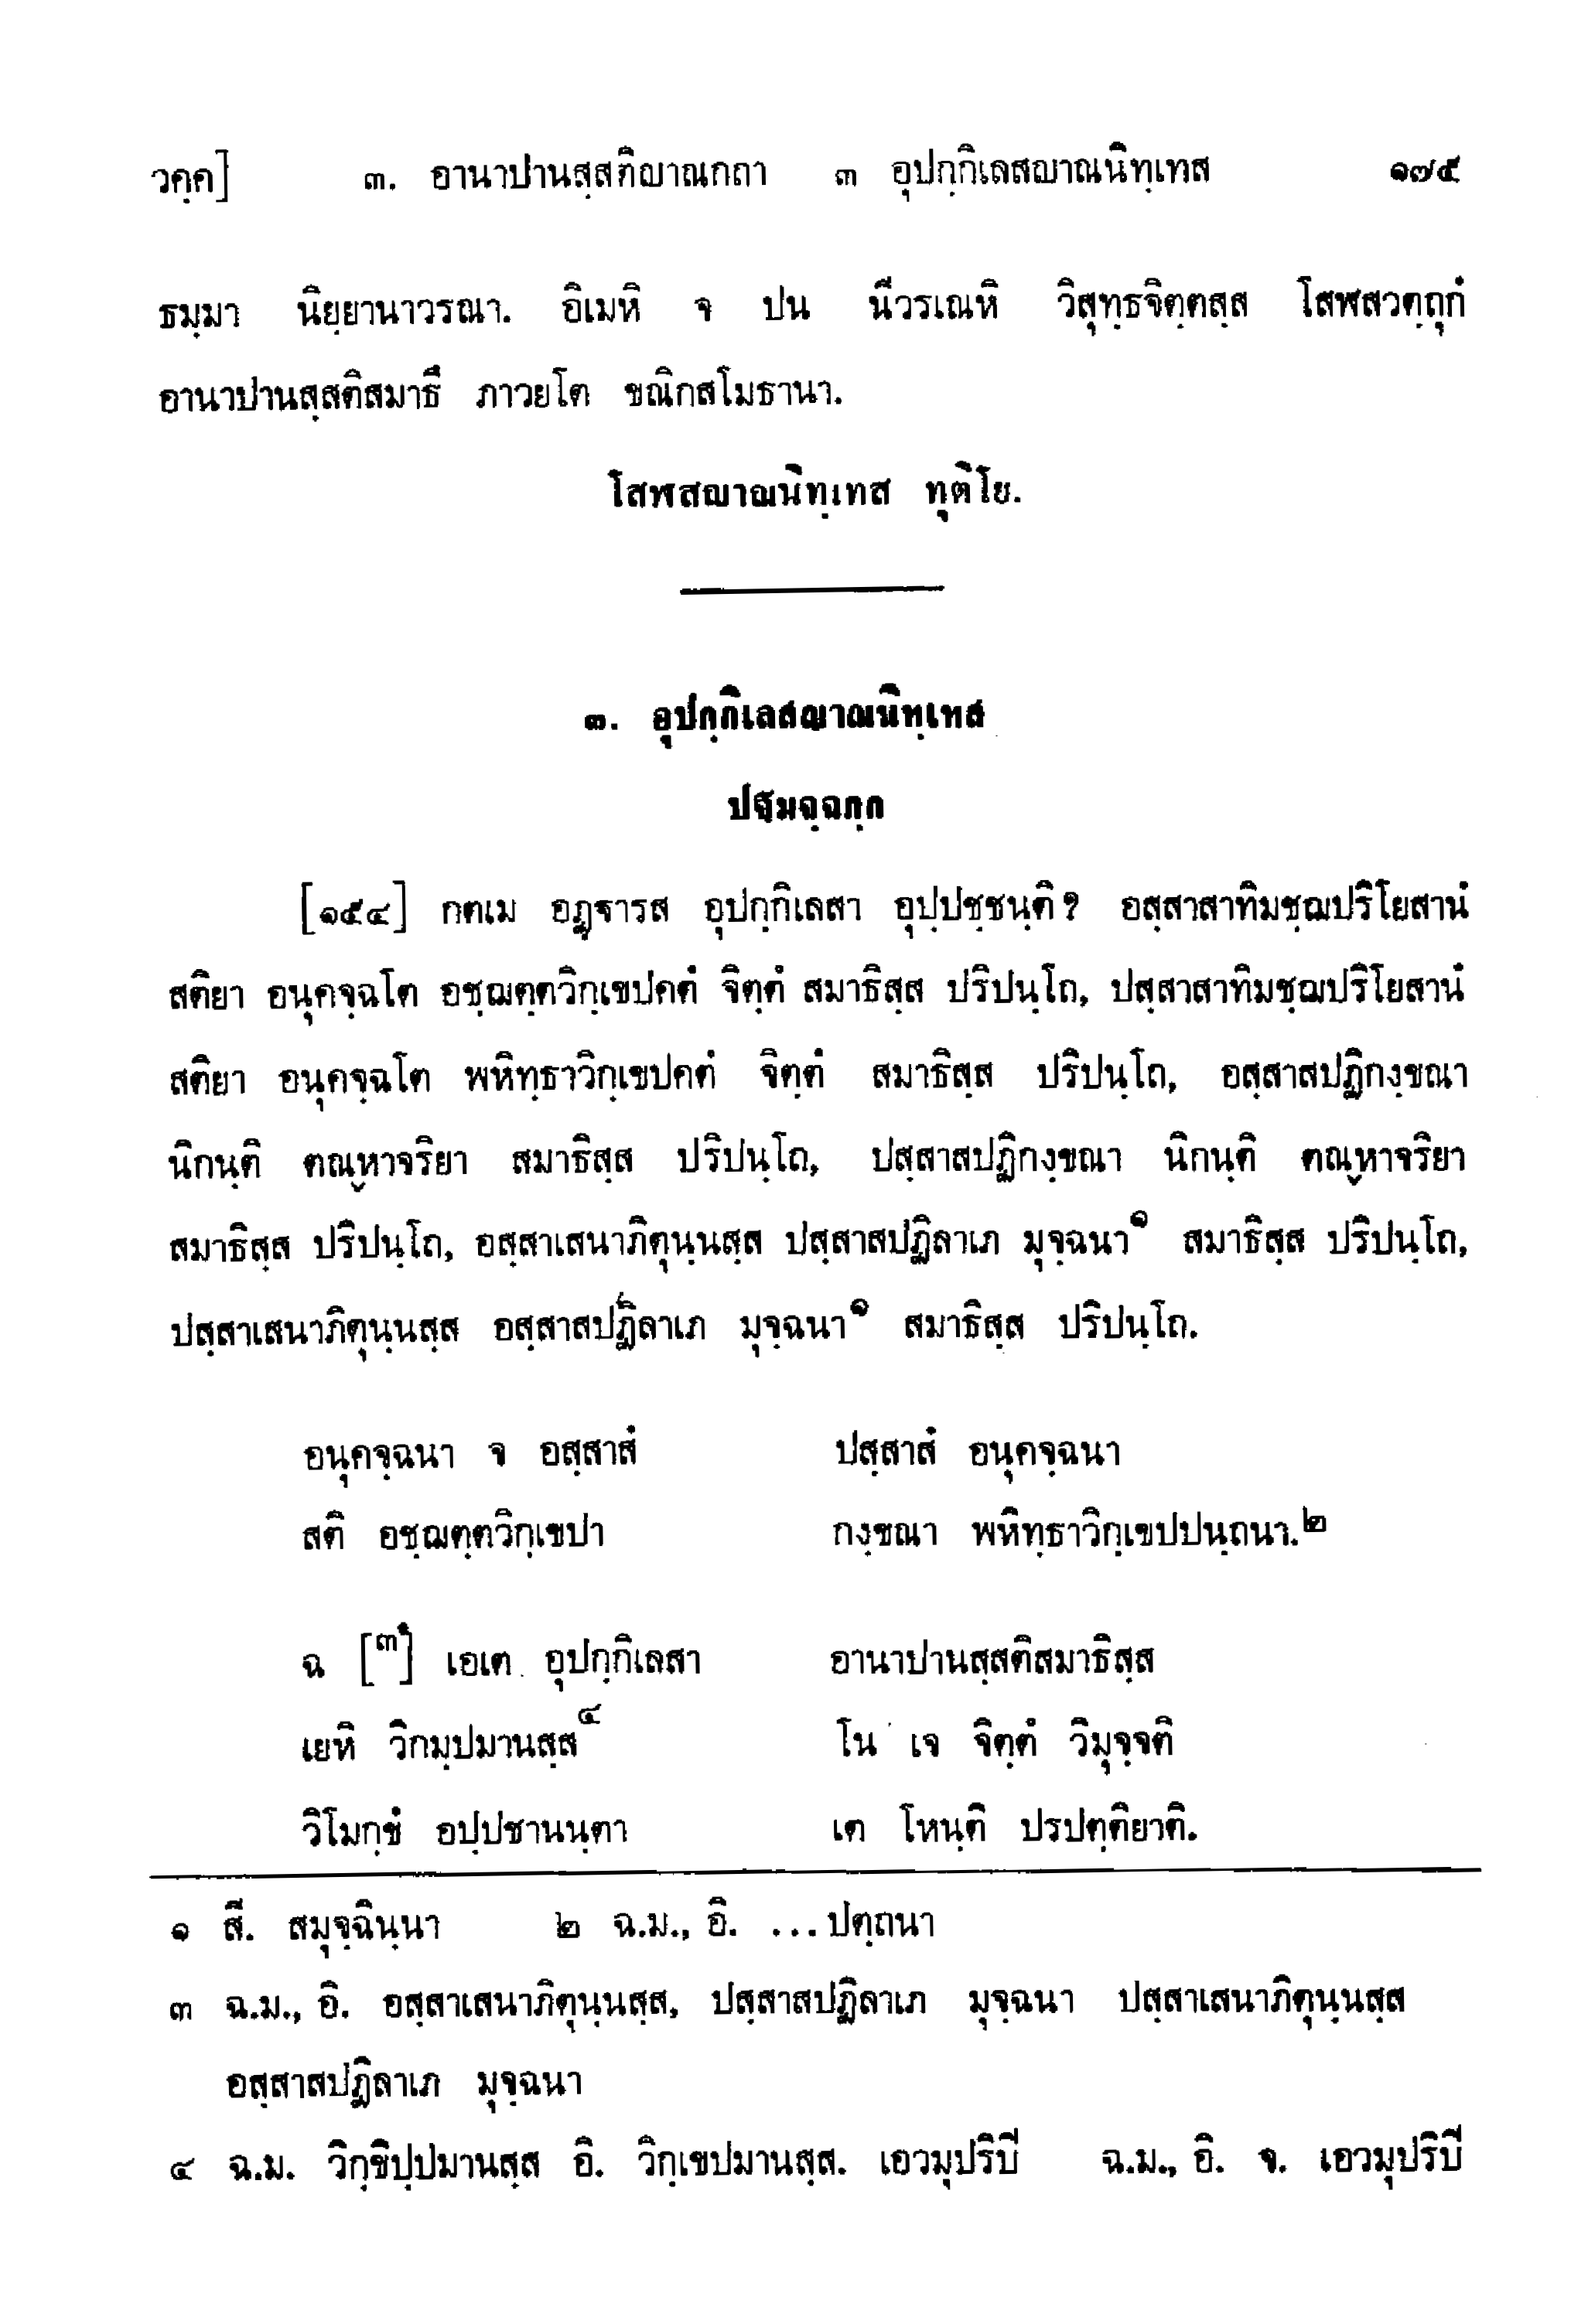 วคฺค] ๓. อานาปานสฺสติญาณกถา ๓ อุปกฺกิเลสญาณนิทฺเทส ๑๗๕
ธมฺมา นิยฺยานาวรณา. อิเมหิ จ ปน นีวรเณหิ วิสุทฺธจิตฺตสฺส โสฬสวตฺถุกํ
อานาปานสฺสติสมาธึ ภาวยโต ขณิกสโมธานา.
โสฬสญาณนิทฺเทส ทุติโย.
๓. อุปกฺกิเลสญาณนิทฺเทส
ปฐมจฺฉกฺก
[๑๕๔] กตเม อฏฺฐารส อุปกฺกิเลสา อุปฺปชฺชนฺติ? อสฺสาสาทิมชฺฌปริโยสานํ
สติยา อนุคจฺฉโต อชฺฌตฺตวิกฺเขปคตํ จิตฺตํ สมาธิสฺส ปริปนฺโถ, ปสฺสาสาทิมชฺฌปริโยสานํ
สติยา อนุคจฺฉโต พหิทฺธาวิกฺเขปคตํ จิตฺตํ สมาธิสฺส ปริปนฺโถ, อสฺสาสปฏิกงฺขณา
นิกนฺติ ตณฺหาจริยา สมาธิสฺส ปริปนฺโถ, ปสฺสาสปฏิกงฺขณา นิกนฺติ ตณฺหาจริยา
สมาธิสฺส ปริปนฺโถ, อสฺสาเสนาภิตุนฺนสฺส ปสฺสาสปฏิลาเภ มุจฺฉนา๑ สมาธิสฺส ปริปนฺโถ,
ปสฺสาเสนาภิตุนฺนสฺส อสฺสาสปฏิลาเภ มุจฺฉนา๑ สมาธิสฺส ปริปนฺโถ.
อนุคจฺฉนา จ อสฺสาสํ ปสฺสาสํ อนุคจฺฉนา
สติ อชฺฌตฺตวิกฺเขปา กงฺขณา พหิทฺธาวิกฺเขปปนฺถนา.๒
ฉ [๓] เอเต อุปกฺกิเลสา อานาปานสฺสติสมาธิสฺส
เยหิ วิกมฺปมานสฺส๔ โน เจ จิตฺตํ วิมุจฺจติ
วิโมกฺขํ อปฺปชานนฺตา เต โหนฺติ ปรปตฺติยาติ.
๑ สี. สมุจฺฉินฺนา ๒ ฉ.ม., อิ. ...ปตฺถนา
๓ ฉ.ม., อิ. อสฺสาเสนาภิตุนฺนสฺส, ปสฺสาสปฏิลาเภ มุจฺฉนา ปสฺสาเสนาภิตุนฺนสฺส
อสฺสาสปฏิลาเภ มุจฺฉนา
๔ ฉ.ม. วิกฺขิปฺปมานสฺส อิ. วิกฺเขปมานสฺส. เอวมุปริปี ฉ.ม., อิ. จ. เอวมุปริปี